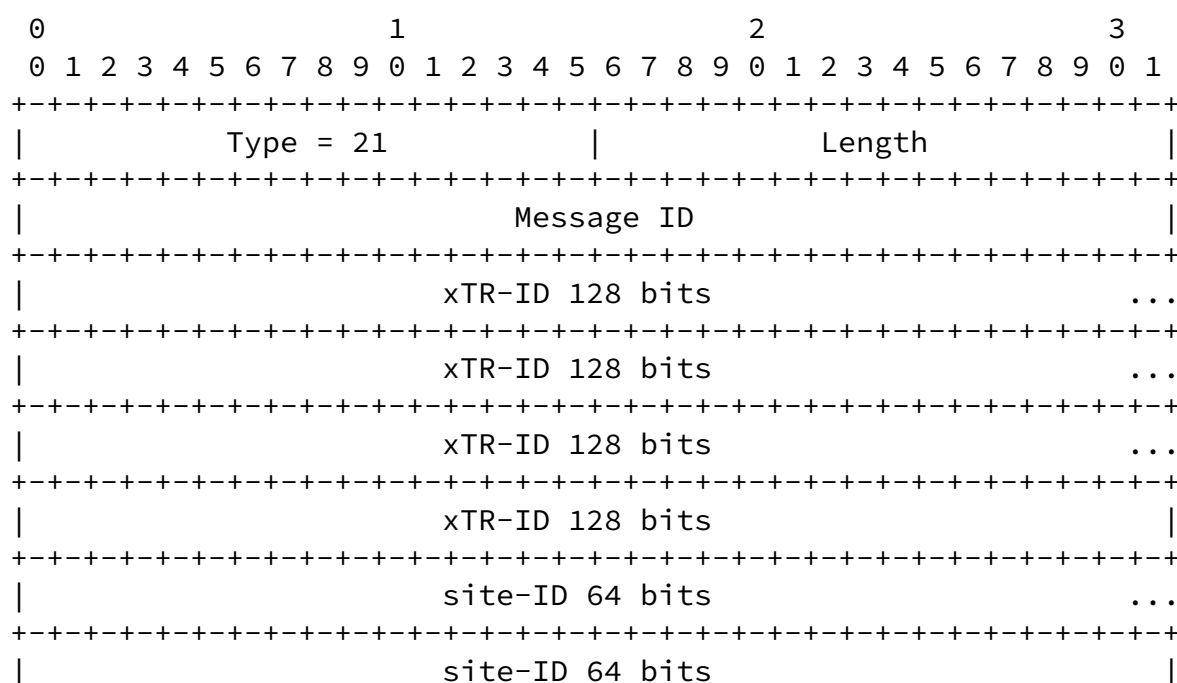 0                   1                   2                   3
 0 1 2 3 4 5 6 7 8 9 0 1 2 3 4 5 6 7 8 9 0 1 2 3 4 5 6 7 8 9 0 1
+-+-+-+-+-+-+-+-+-+-+-+-+-+-+-+-+-+-+-+-+-+-+-+-+-+-+-+-+-+-+-+-+
|           Type = 21           |            Length             |
+-+-+-+-+-+-+-+-+-+-+-+-+-+-+-+-+-+-+-+-+-+-+-+-+-+-+-+-+-+-+-+-+
|                           Message ID                          |
+-+-+-+-+-+-+-+-+-+-+-+-+-+-+-+-+-+-+-+-+-+-+-+-+-+-+-+-+-+-+-+-+
|                       xTR-ID 128 bits                       ...
+-+-+-+-+-+-+-+-+-+-+-+-+-+-+-+-+-+-+-+-+-+-+-+-+-+-+-+-+-+-+-+-+
|                       xTR-ID 128 bits                       ...
+-+-+-+-+-+-+-+-+-+-+-+-+-+-+-+-+-+-+-+-+-+-+-+-+-+-+-+-+-+-+-+-+
|                       xTR-ID 128 bits                       ...
+-+-+-+-+-+-+-+-+-+-+-+-+-+-+-+-+-+-+-+-+-+-+-+-+-+-+-+-+-+-+-+-+
|                       xTR-ID 128 bits                         |
+-+-+-+-+-+-+-+-+-+-+-+-+-+-+-+-+-+-+-+-+-+-+-+-+-+-+-+-+-+-+-+-+
|                       site-ID 64 bits                       ...
+-+-+-+-+-+-+-+-+-+-+-+-+-+-+-+-+-+-+-+-+-+-+-+-+-+-+-+-+-+-+-+-+
|                       site-ID 64 bits                         |